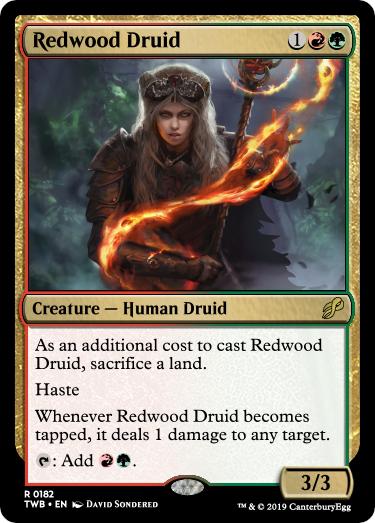 Redwood Druid 1
Creature — Human Druid
As an additional cost to cast Redwood
Druid, sacrifice a land.
Haste
Whenever Redwood Druid becomes
tapped, it deals 1 damage to any target.
: Add .
3/3
R 0182
TWB • EN David Sondered
™ & © 2019 CanterburyEgg